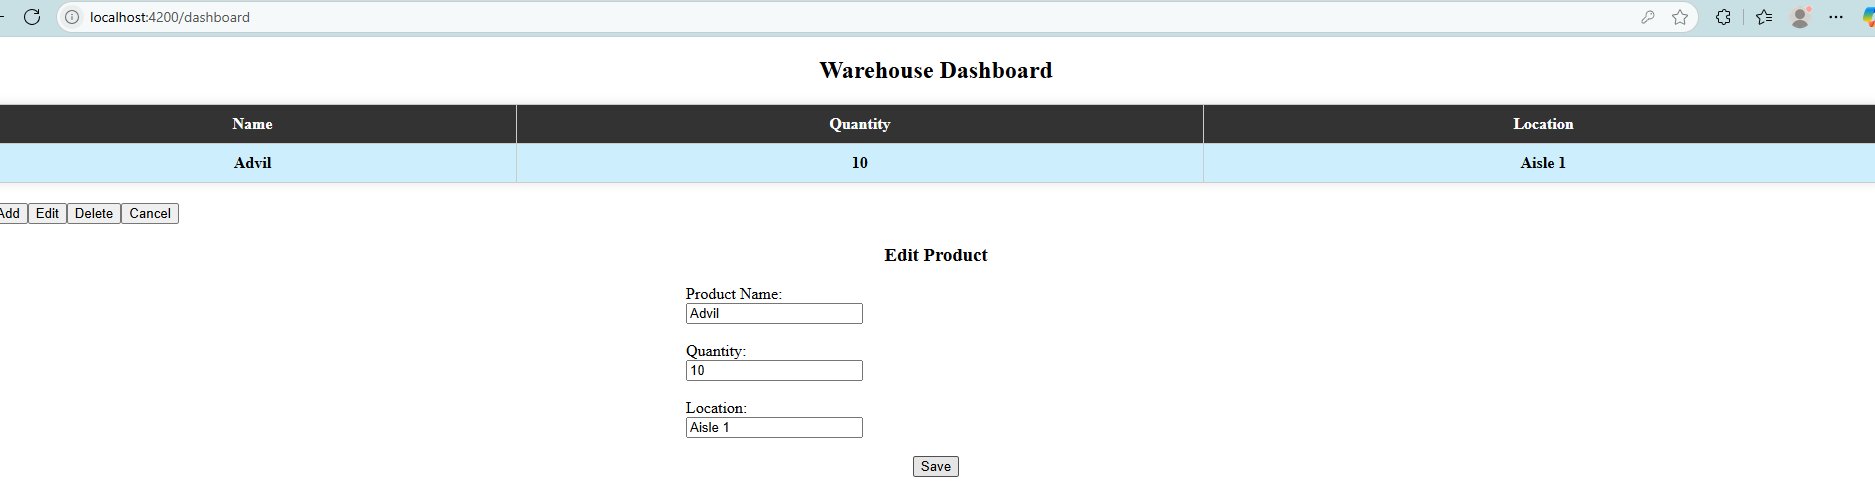 localhost:4200/dashboard
Warehouse Dashboard
Name Quantity Location
Advil 10 Aisle 1
Add Edit Delete Cancel
Edit Product
Product Name:
Advil
Quantity:
10
Location:
Aisle 1
Save